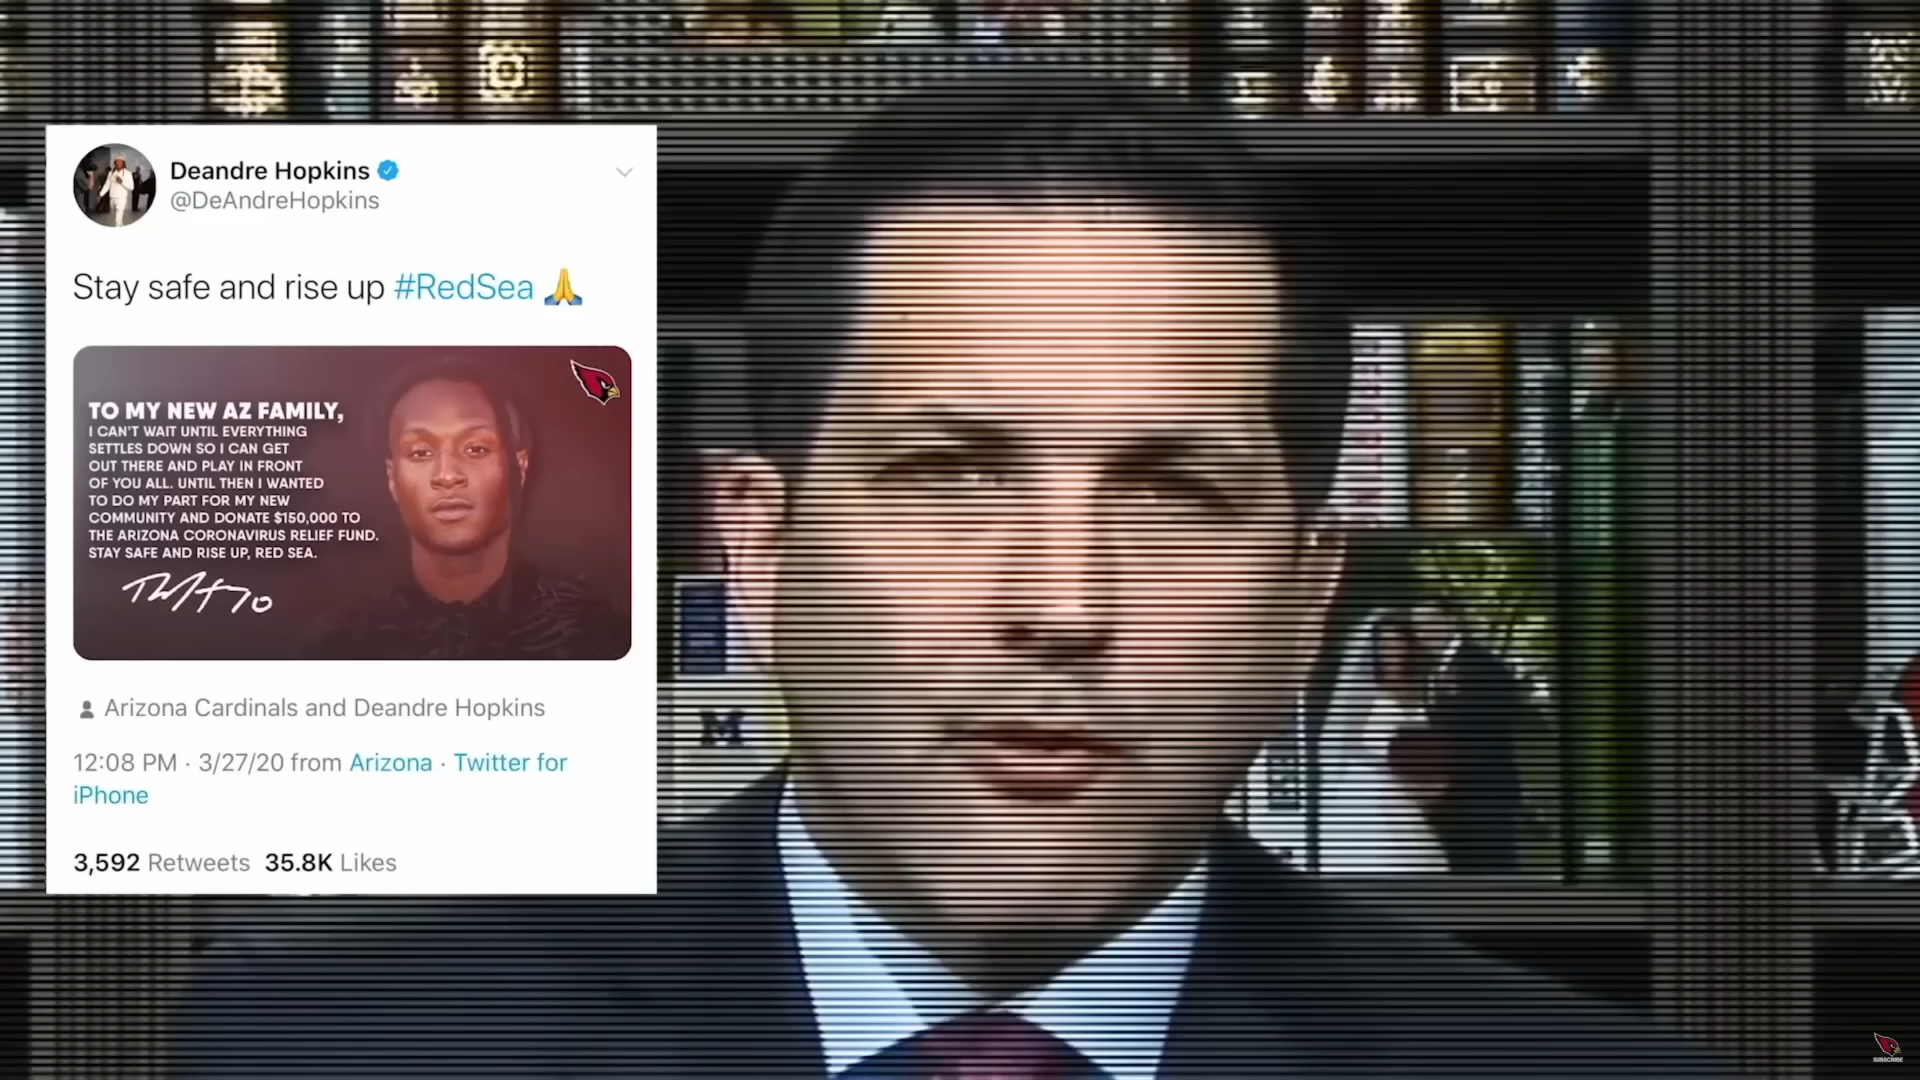 Deandre Hopkins
@DeAndreHopkins
Stay safe and rise up #RedSea 🙏
TO MY NEW AZ FAMILY,
I CAN'T WAIT UNTIL EVERYTHING
SETTLES DOWN SO I CAN GET
OUT THERE AND PLAY IN FRONT
OF YOU ALL. UNTIL THEN I WANTED
TO DO MY PART FOR MY NEW
COMMUNITY AND DONATE $150,000 TO
THE ARIZONA CORONAVIRUS RELIEF FUND.
STAY SAFE AND RISE UP, RED SEA.
Arizona Cardinals and Deandre Hopkins
12:08 PM · 3/27/20 from Arizona · Twitter for
iPhone
3,592 Retweets 35.8K Likes
M
SUBSCRIBE